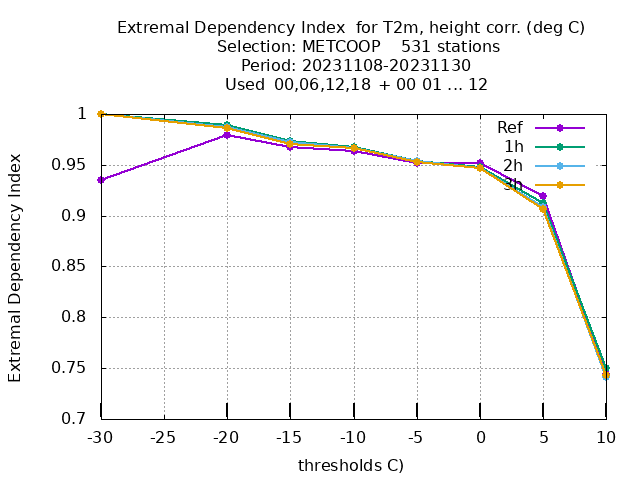 Extremal Dependency Index  for T2m, height corr. (deg C)
Selection: METCOOP    531 stations
Period: 20231108-20231130
Used  00,06,12,18 + 00 01 ... 12
Extremal Dependency Index
1
0.95
0.9
0.85
0.8
0.75
0.7
Ref
1h
2h
3h
-30 -25 -20 -15 -10 -5 0 5 10
thresholds C)